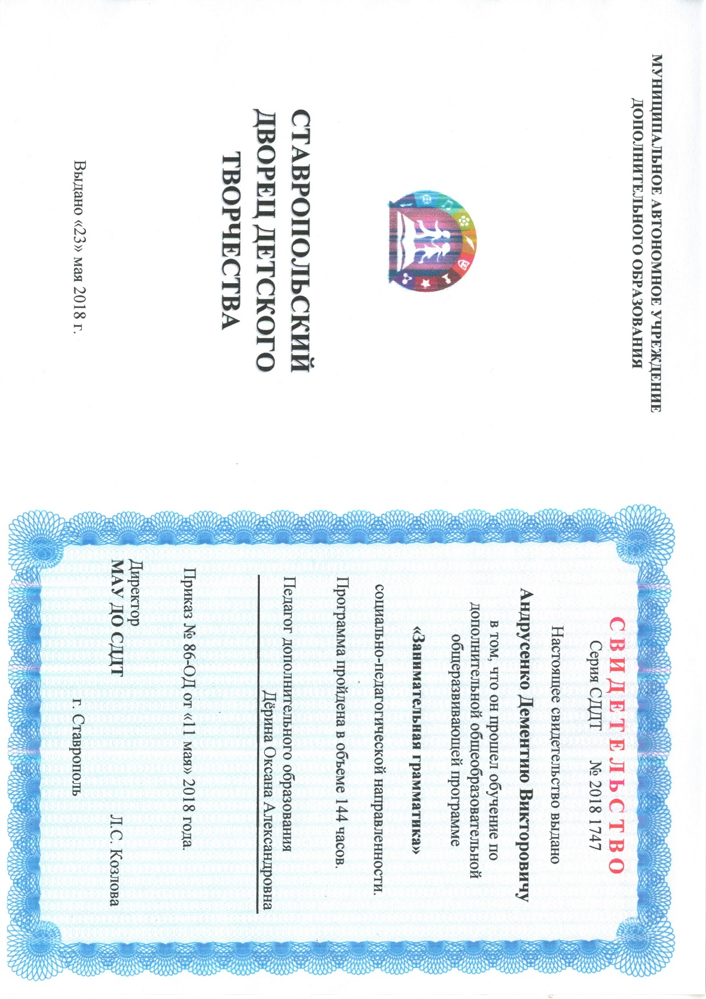 МУНИЦИПАЛЬНОЕ АВТОНОМНОЕ УЧРЕЖДЕНИЕ
ДОПОЛНИТЕЛЬНОГО ОБРАЗОВАНИЯ
СТАВРОПОЛЬСКИЙ
ДВОРЕЦ ДЕТСКОГО
ТВОРЧЕСТВА
Выдано «23» мая 2018 г.
СВИДЕТЕЛЬСТВО
Серия СДДТ № 2018 1747
Настоящее свидетельство выдано
Андрусенко Дементию Викторовичу
в том, что он прошел обучение по
дополнительной общеобразовательной
общеразвивающей программе
«Занимательная грамматика»
социально-педагогической направленности.
Программа пройдена в объеме 144 часов.
Педагог дополнительного образования
Дёрина Оксана Александровна
Приказ № 86-ОД от «11 мая» 2018 года.
Директор
МАУ ДО СДДТ Л.С. Козлова
г. Ставрополь